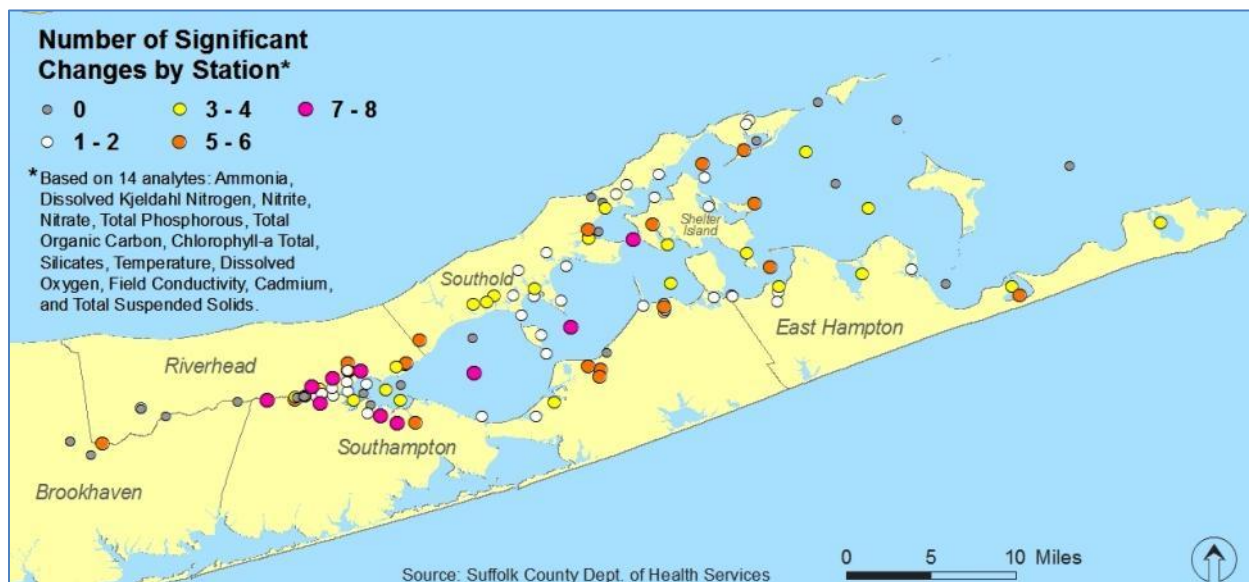 Number of Significant
Changes by Station*
0
3 - 4
7 - 8
1 - 2
5 - 6
*Based on 14 analytes: Ammonia,
Dissolved Kjeldahl Nitrogen, Nitrite,
Nitrate, Total Phosphorous, Total
Organic Carbon, Chlorophyll-a Total,
Silicates, Temperature, Dissolved
Oxygen, Field Conductivity, Cadmium,
and Total Suspended Solids.
Shelter
Island
Southold
East Hampton
Riverhead
Southampton
Brookhaven
0 5 10 Miles
Source: Suffolk County Dept. of Health Services